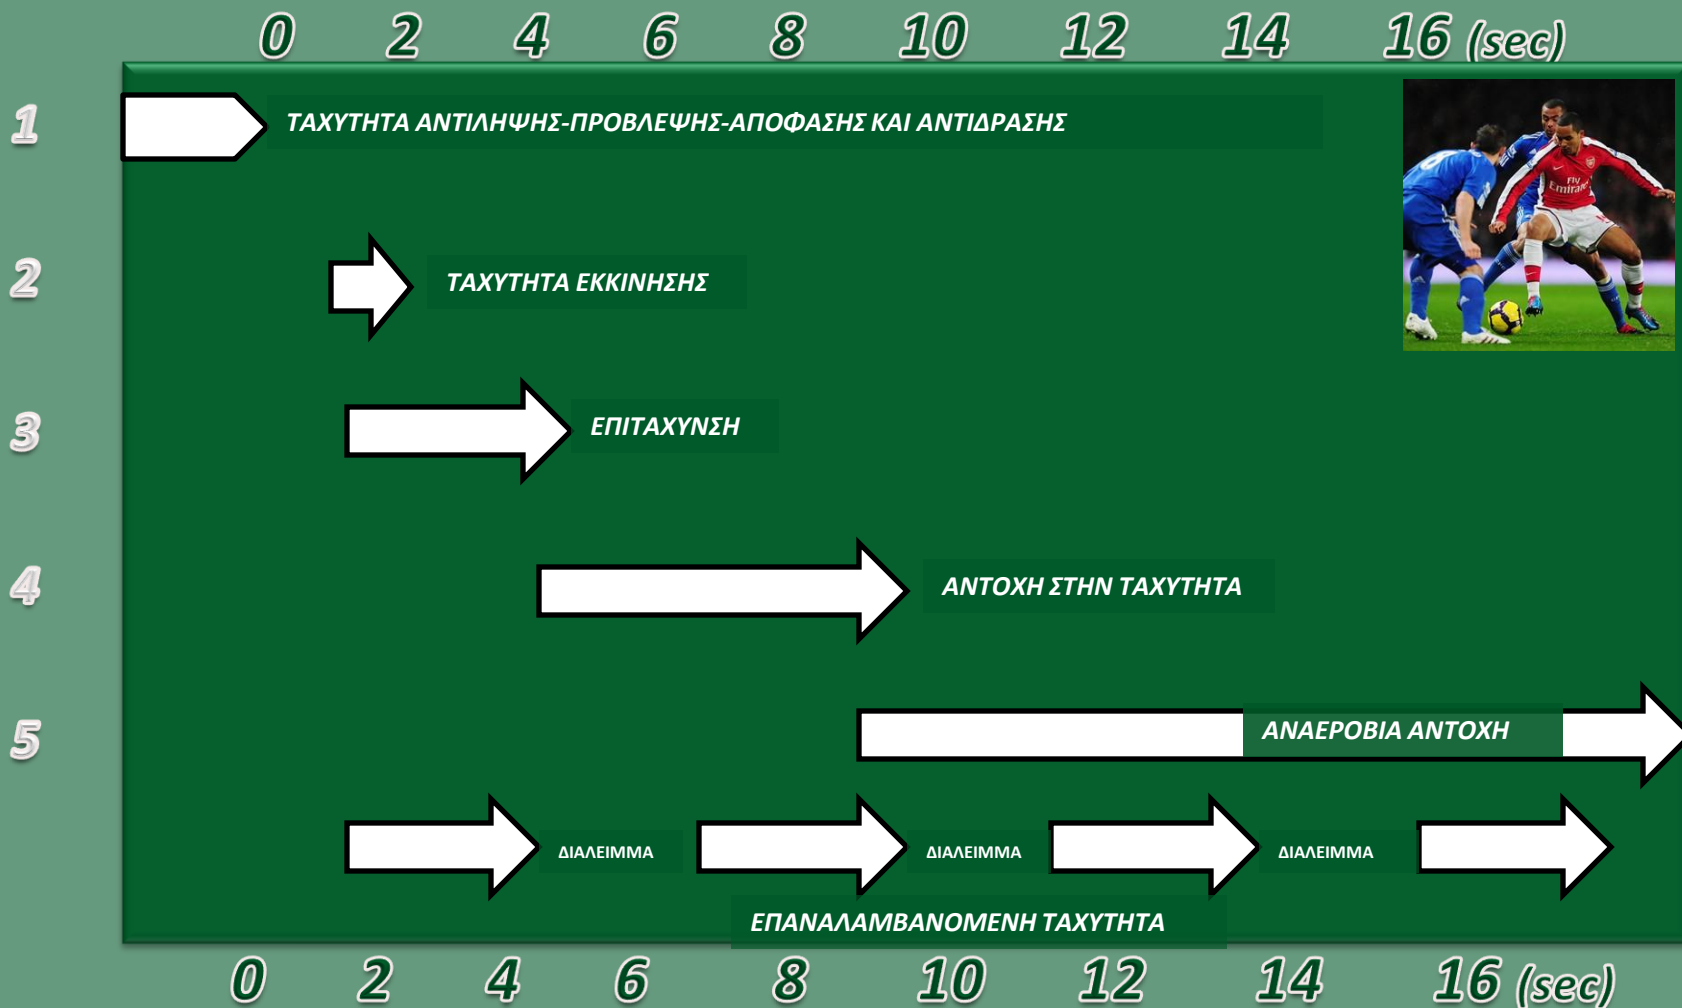 0 2 4 6 8 10 12 14 16 (sec)
1 ΤΑΧΥΤΗΤΑ ΑΝΤΙΛΗΨΗΣ-ΠΡΟΒΛΕΨΗΣ-ΑΠΟΦΑΣΗΣ ΚΑΙ ΑΝΤΙΔΡΑΣΗΣ
Fly
Emirates
2 ΤΑΧΥΤΗΤΑ ΕΚΚΙΝΗΣΗΣ
3 ΕΠΙΤΑΧΥΝΣΗ
4 ΑΝΤΟΧΗ ΣΤΗΝ ΤΑΧΥΤΗΤΑ
5 ΑΝΑΕΡΟΒΙΑ ΑΝΤΟΧΗ
ΔΙΑΛΕΙΜΜΑ ΔΙΑΛΕΙΜΜΑ ΔΙΑΛΕΙΜΜΑ
ΕΠΑΝΑΛΑΜΒΑΝΟΜΕΝΗ ΤΑΧΥΤΗΤΑ
0 2 4 6 8 10 12 14 16 (sec)